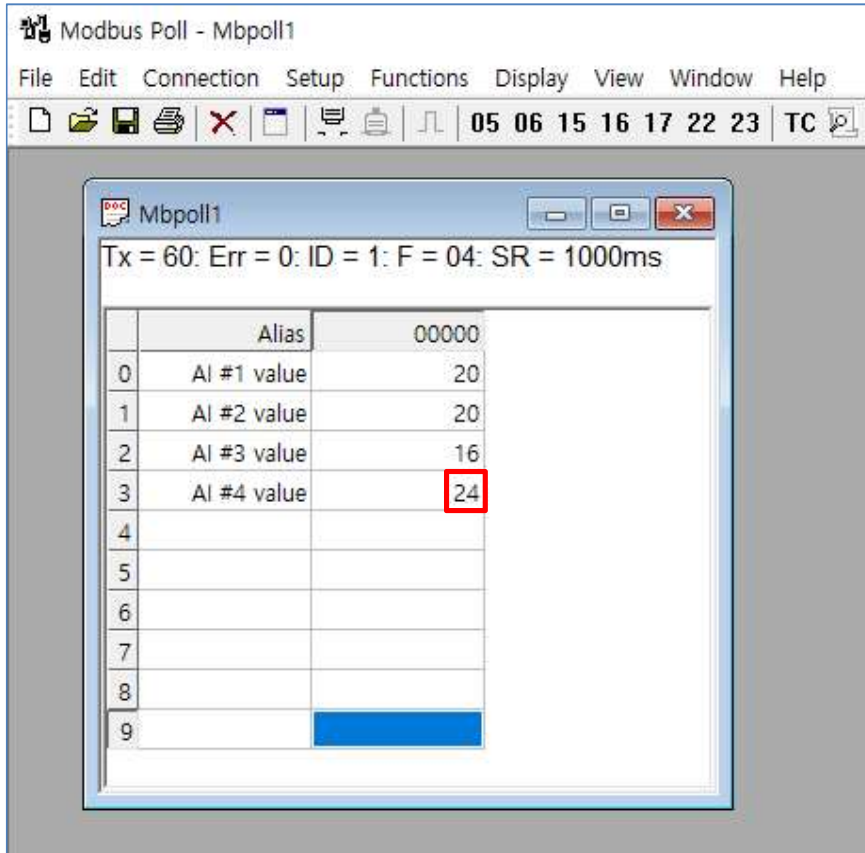 Modbus Poll - Mbpoll1
File Edit Connection Setup Functions Display View Window Help
05 06 15 16 17 22 23 TC
Mbpoll1
Tx = 60: Err = 0: ID = 1: F = 04: SR = 1000ms
Alias 00000
0 AI #1 value 20
1 AI #2 value 20
2 AI #3 value 16
3 AI #4 value 24
4
5
6
7
8
9